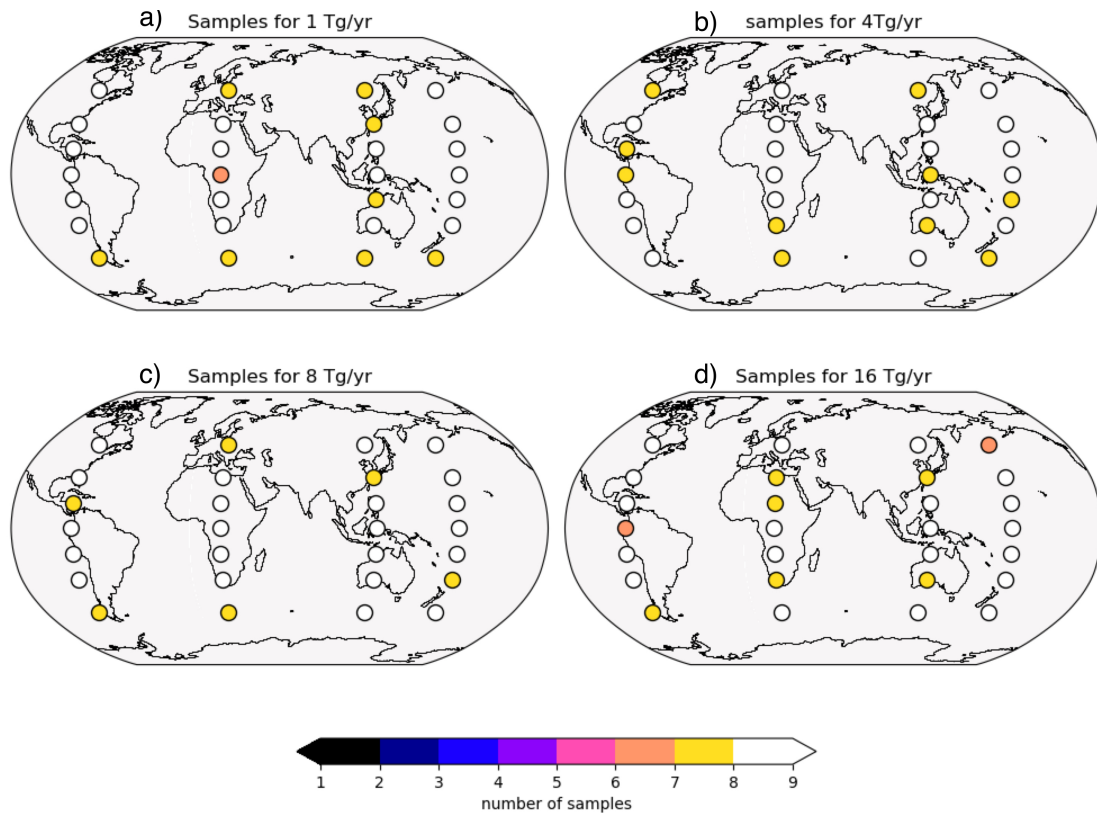 a) Samples for 1 Tg/yr
b) samples for 4Tg/yr
c) Samples for 8 Tg/yr
d) Samples for 16 Tg/yr
1 2 3 4 5 6 7 8 9
number of samples